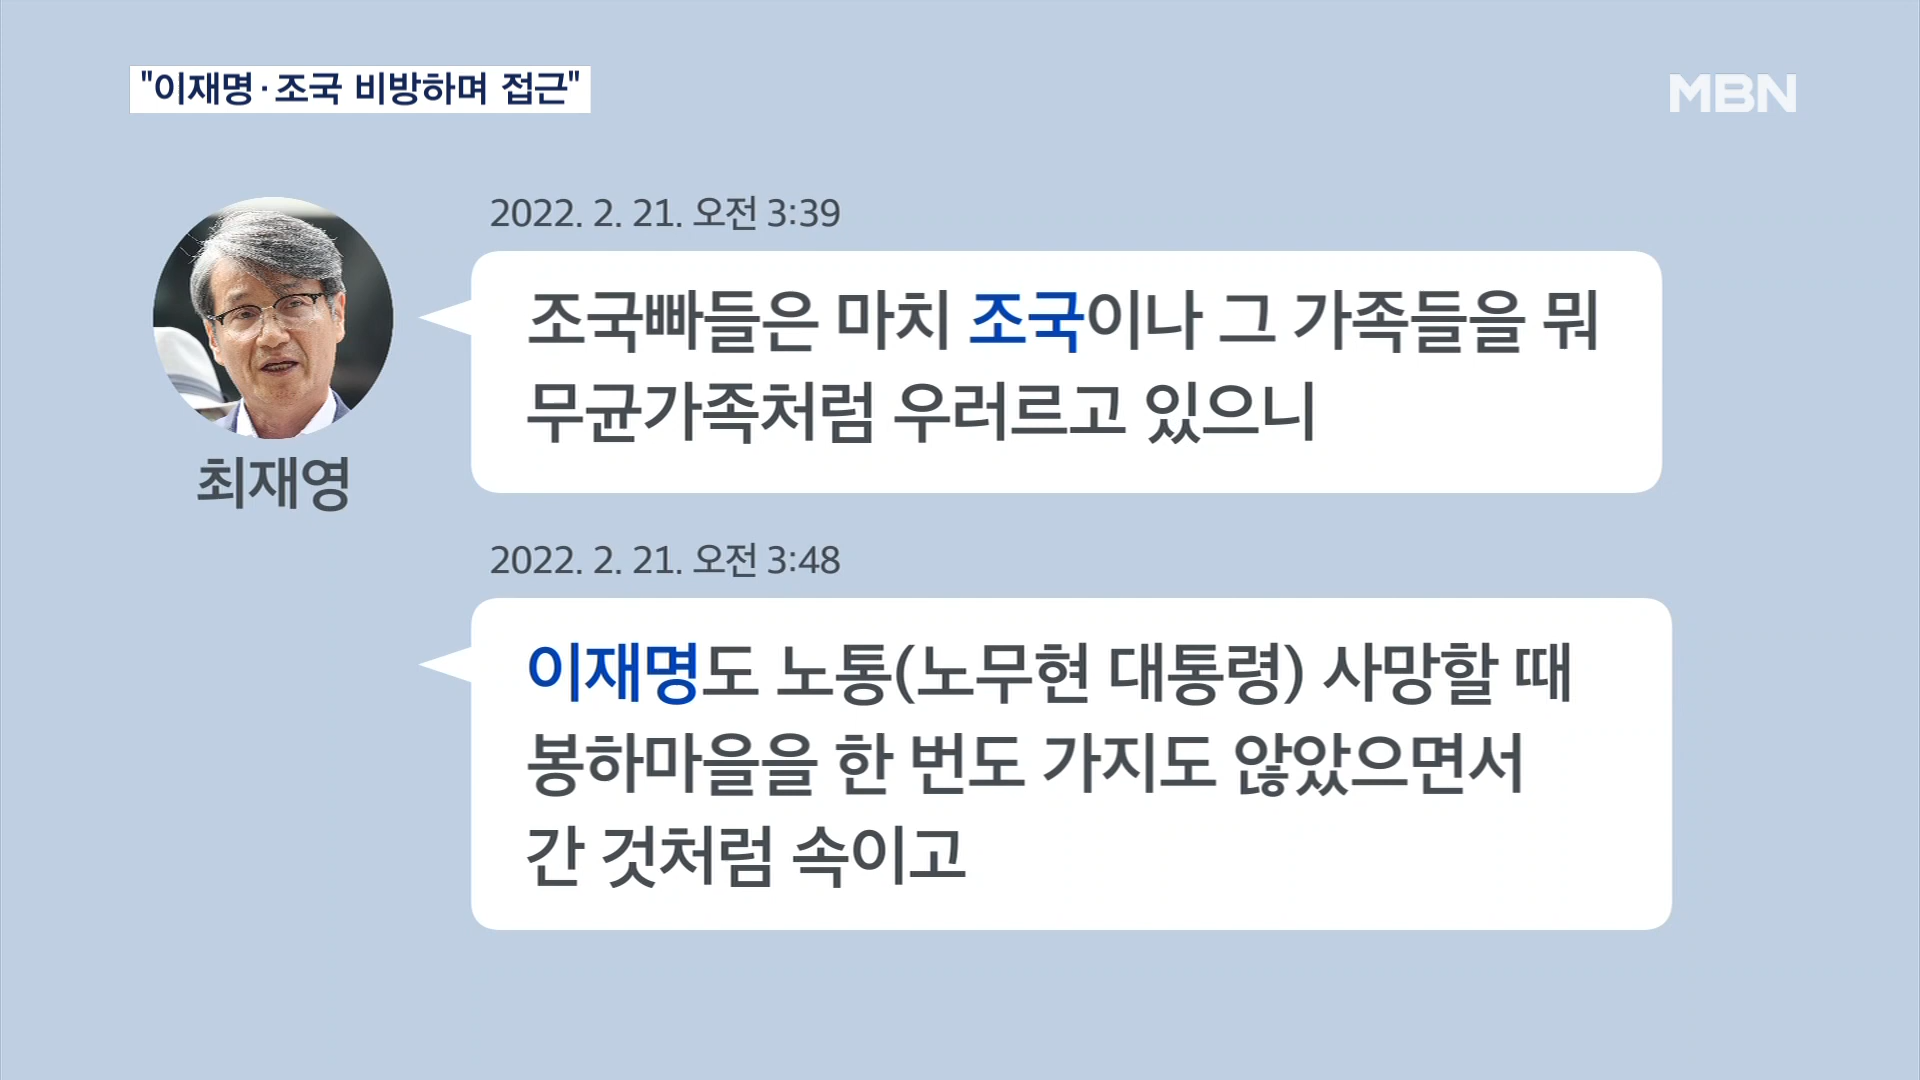 "이재명·조국 비방하며 접근"
MBN
2022. 2. 21. 오전 3:39
조국빠들은 마치 조국이나 그 가족들을 뭐
무균가족처럼 우러르고 있으니
최재영
2022. 2. 21. 오전 3:48
이재명도 노통(노무현 대통령) 사망할 때
봉하마을을 한 번도 가지도 않았으면서
간 것처럼 속이고